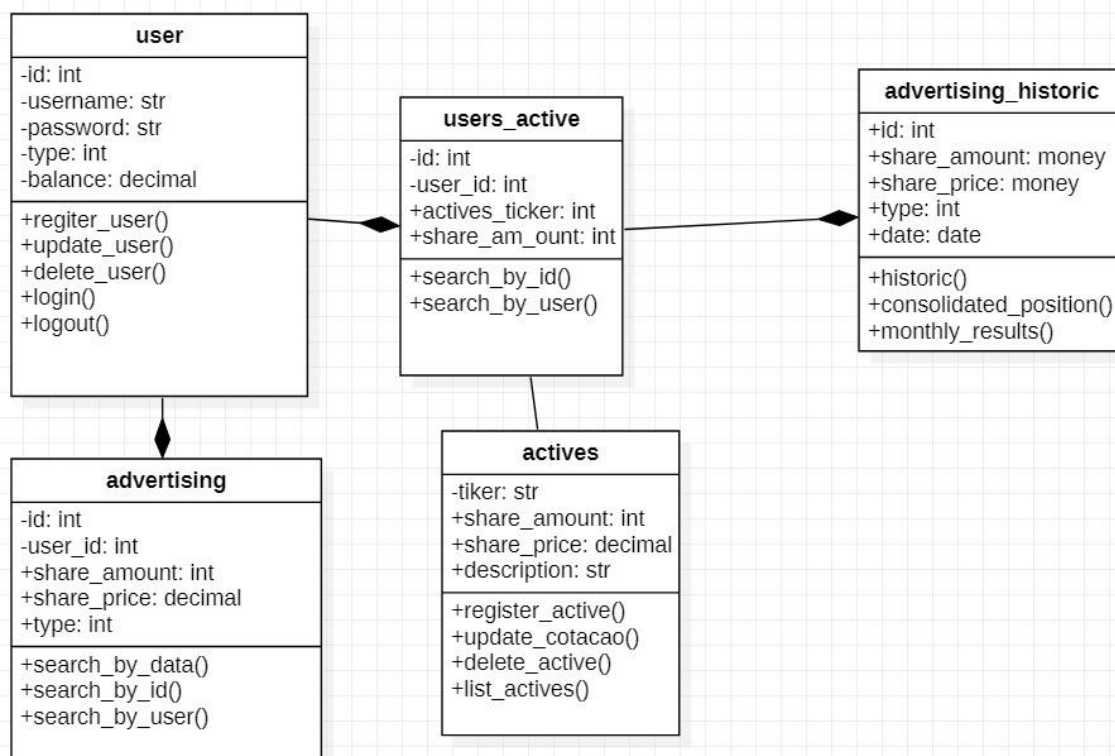 user
-id: int
-username: str
-password: str
-type: int
-balance: decimal
+regiter_user()
+update_user()
+delete_user()
+login()
+logout()
users_active
-id: int
-user_id: int
+actives_ticker: int
+share_am_ount: int
+search_by_id()
+search_by_user()
advertising_historic
+id: int
+share_amount: money
+share_price: money
+type: int
+date: date
+historic()
+consolidated_position()
+monthly_results()
advertising
-id: int
-user_id: int
+share_amount: int
+share_price: decimal
+type: int
+search_by_data()
+search_by_id()
+search_by_user()
actives
-tiker: str
+share_amount: int
+share_price: decimal
+description: str
+register_active()
+update_cotacao()
+delete_active()
+list_actives()